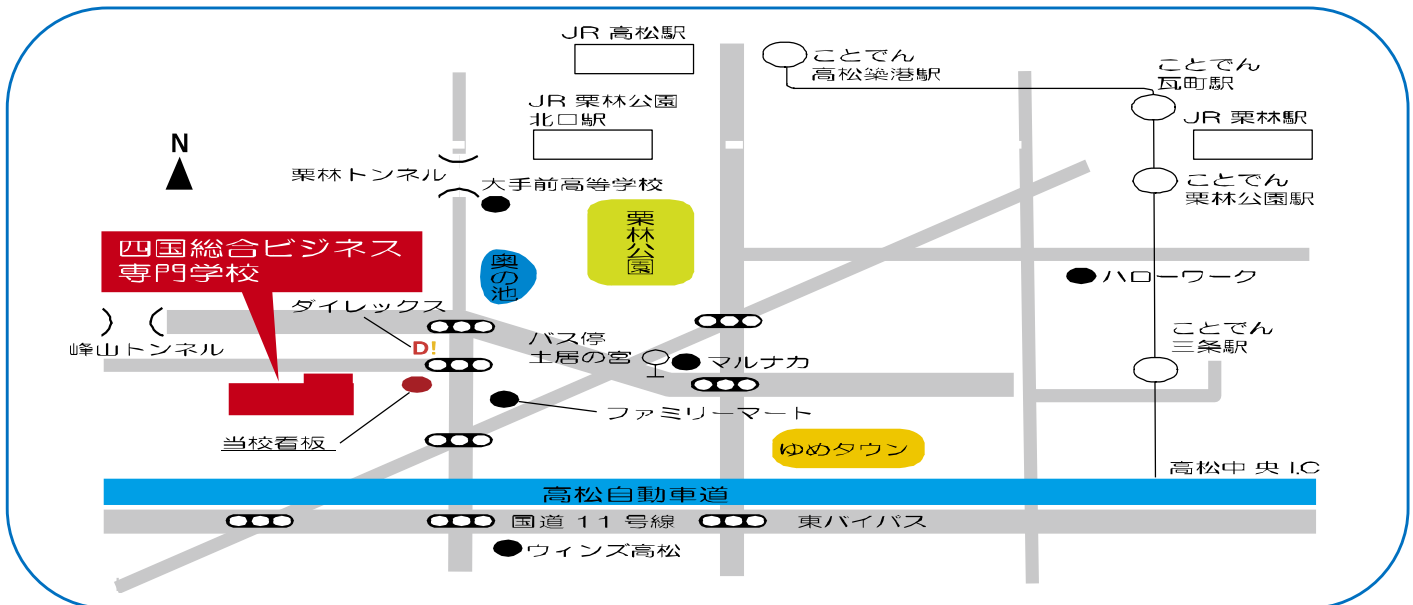 JR 高松駅
ことでん
高松築港駅
ことでん
瓦町駅
JR 栗林公園
北口駅
JR 栗林駅
N
栗林トンネル
大手前高等学校
ことでん
栗林公園駅
栗林公園
四国総合ビジネス
専門学校
奥の池
ハローワーク
ダイレックス
峰山トンネル
D!
バス停
土居の宮
マルナカ
ことでん
三条駅
ファミリーマート
当校看板
ゆめタウン
高松中 央 I.C
高松自動車道
国道 11 号線
東バイパス
ウィンズ高松